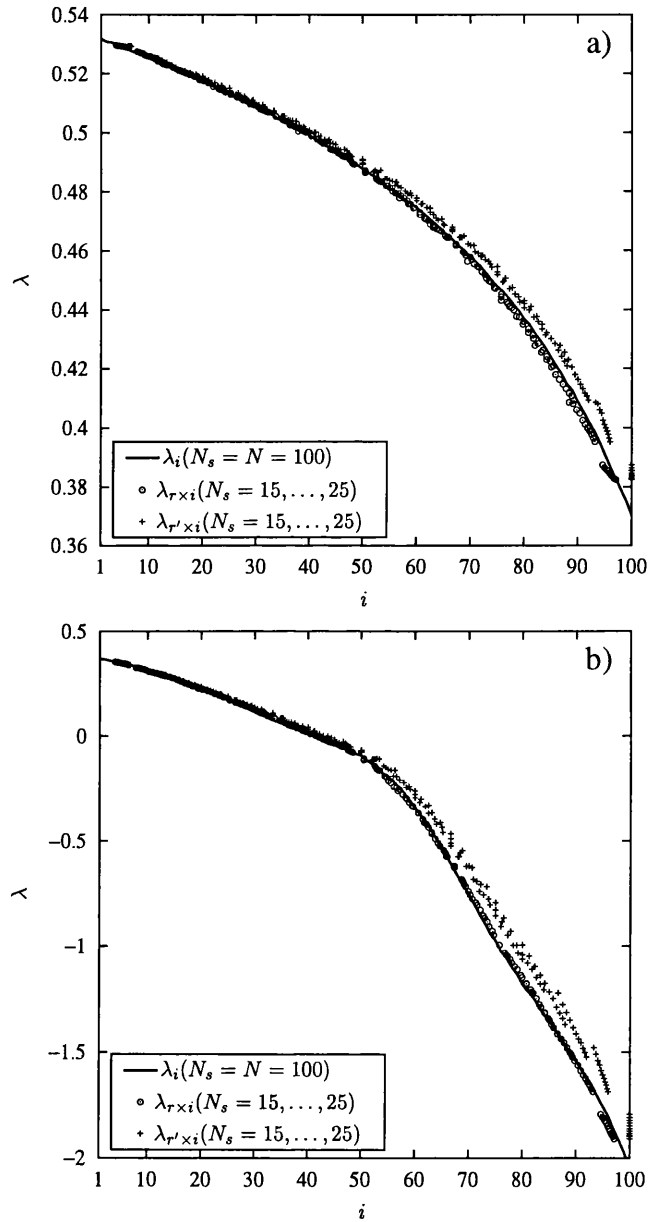 a)
0.54
0.52
0.5
0.48
0.46
0.44
0.42
0.4
0.38
0.36
λ
λ_i(N_s = N = 100)
λ_{r×i}(N_s = 15, . . . , 25)
λ_{r'×i}(N_s = 15, . . . , 25)
1 10 20 30 40 50 60 70 80 90 100
i
b)
0.5
0
−0.5
−1
−1.5
−2
λ
λ_i(N_s = N = 100)
λ_{r×i}(N_s = 15, . . . , 25)
λ_{r'×i}(N_s = 15, . . . , 25)
1 10 20 30 40 50 60 70 80 90 100
i